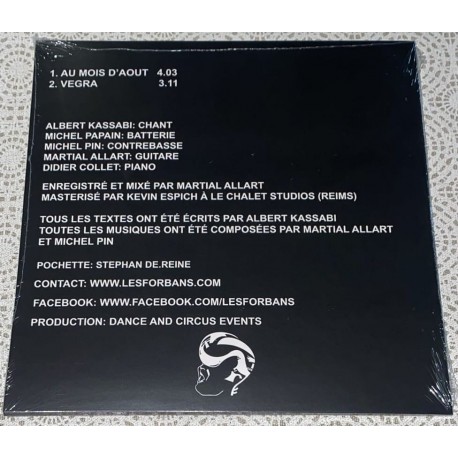 1. AU MOIS D'AOUT 4.03
2. VEGRA 3.11
ALBERT KASSABI: CHANT
MICHEL PAPAIN: BATTERIE
MICHEL PIN: CONTREBASSE
MARTIAL ALLART: GUITARE
DIDIER COLLET: PIANO
ENREGISTRÉ ET MIXÉ PAR MARTIAL ALLART
MASTERISÉ PAR KEVIN ESPICH À LE CHALET STUDIOS (REIMS)
TOUS LES TEXTES ONT ÉTÉ ÉCRITS PAR ALBERT KASSABI
TOUTES LES MUSIQUES ONT ÉTÉ COMPOSÉES PAR MARTIAL ALLART
ET MICHEL PIN
POCHETTE: STEPHAN DE.REINE
CONTACT: WWW.LESFORBANS.COM
FACEBOOK: WWW.FACEBOOK.COM/LESFORBANS
PRODUCTION: DANCE AND CIRCUS EVENTS